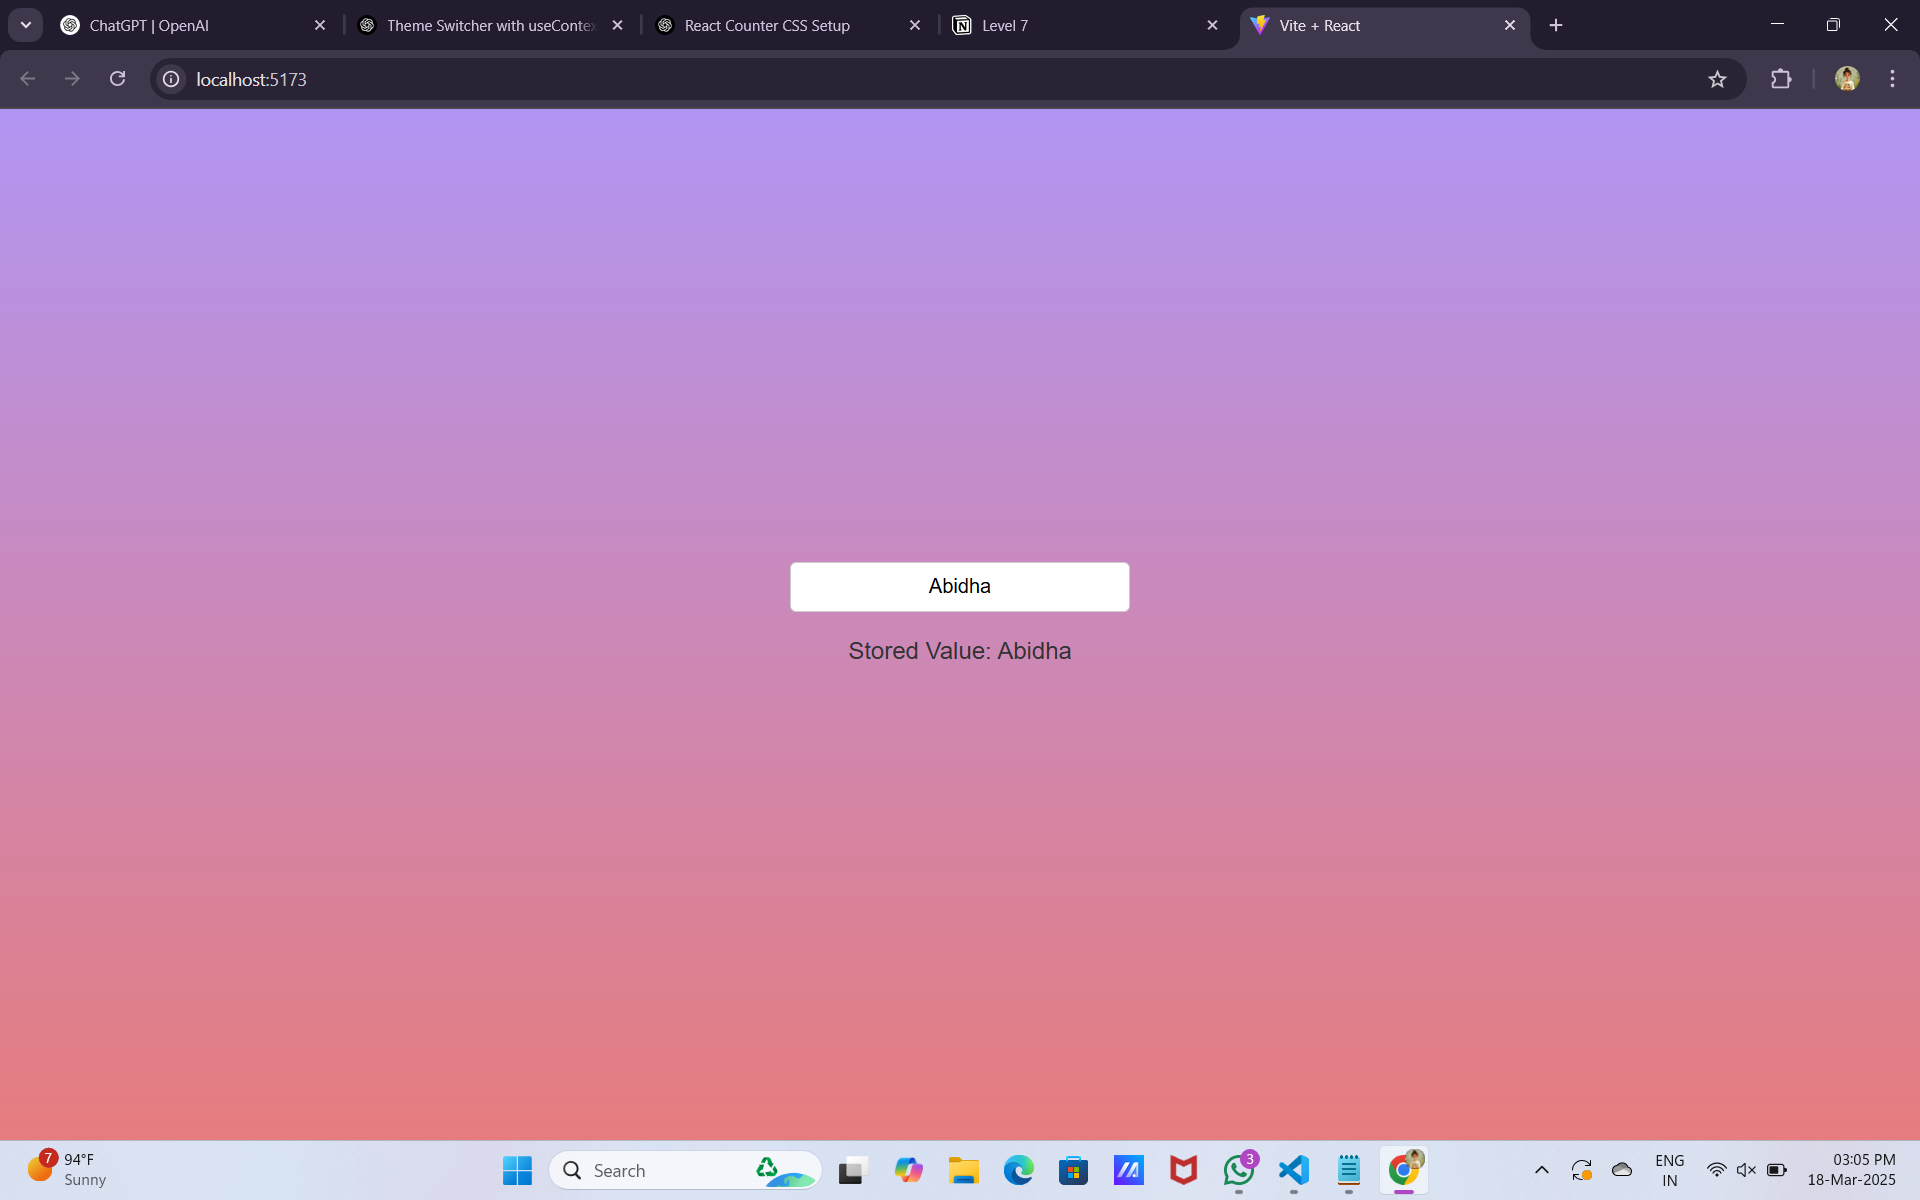 ChatGPT | OpenAI
Theme Switcher with useContex
React Counter CSS Setup
Level 7
Vite + React
localhost:5173
Abidha
Stored Value: Abidha
7
94°F
Sunny
Search
3
ENG
IN
03:05 PM
18-Mar-2025